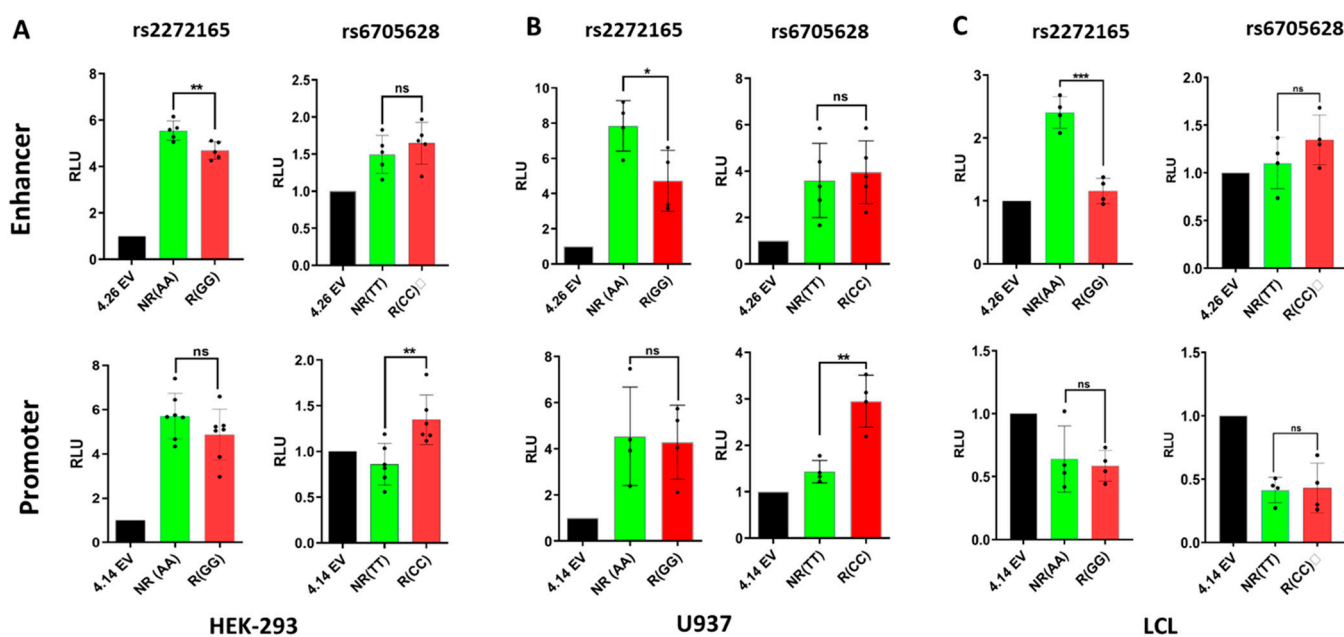 A
rs2272165
rs6705628
B
rs2272165
rs6705628
C
rs2272165
rs6705628
Enhancer
RLU
8
6
4
2
0
**
4.26 EV
NR(AA)
R(GG)
RLU
2.5
2.0
1.5
1.0
0.5
0.0
ns
4.26 EV
NR(TT)
R(CC)□
RLU
10
8
6
4
2
0
*
4.26 EV
NR (AA)
R(GG)
RLU
8
6
4
2
0
ns
4.26 EV
NR(TT)
R(CC)
RLU
3
2
1
0
***
4.26 EV
NR(AA)
R(GG)
RLU
2.0
1.5
1.0
0.5
0.0
ns
4.26 EV
NR(TT)
R(CC)□
Promoter
RLU
8
6
4
2
0
ns
4.14 EV
NR (AA)
R(GG)
RLU
2.0
1.5
1.0
0.5
0.0
**
4.14 EV
NR(TT)
R(CC)
RLU
8
6
4
2
0
ns
4.14 EV
NR (AA)
R(GG)
RLU
4
3
2
1
0
**
4.14 EV
NR(TT)
R(CC)
RLU
1.5
1.0
0.5
0.0
ns
4.14 EV
NR(AA)
R(GG)
RLU
1.5
1.0
0.5
0.0
ns
4.14 EV
NR(TT)
R(CC)□
HEK-293
U937
LCL